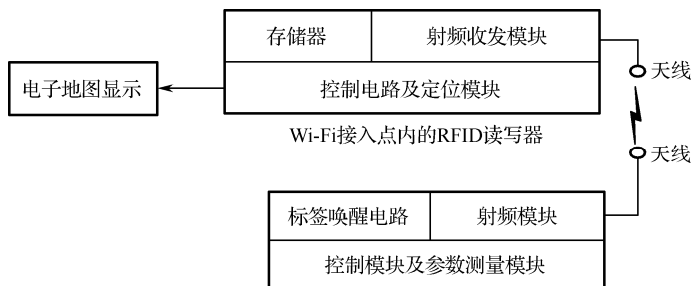 存储器
射频收发模块
天线
电子地图显示
控制电路及定位模块
Wi-Fi接入点内的RFID读写器
天线
标签唤醒电路
射频模块
控制模块及参数测量模块